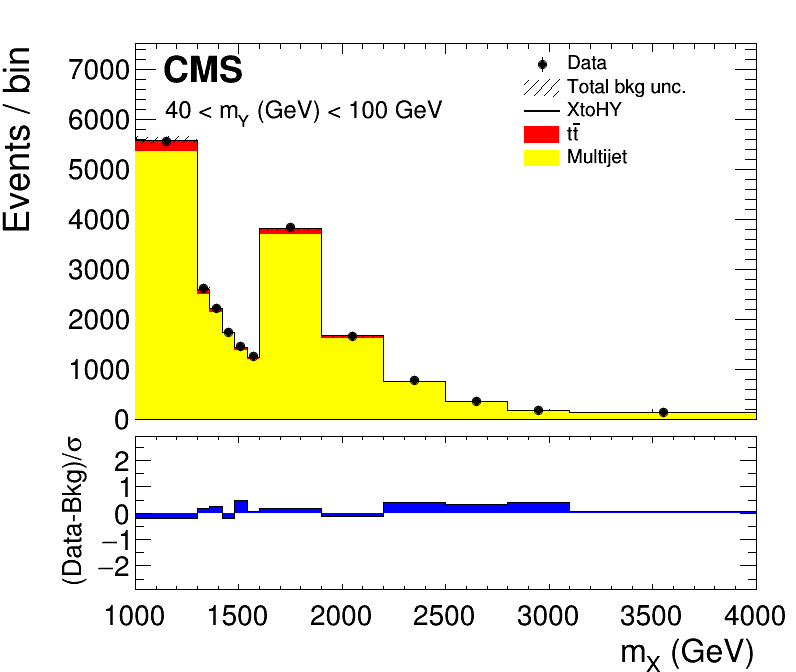 CMS
40 < mY (GeV) < 100 GeV
Data
Total bkg unc.
XtoHY
tt̅
Multijet
Events / bin
7000
6000
5000
4000
3000
2000
1000
0
(Data-Bkg)/σ
2
1
0
−1
−2
1000 1500 2000 2500 3000 3500 4000
mX (GeV)